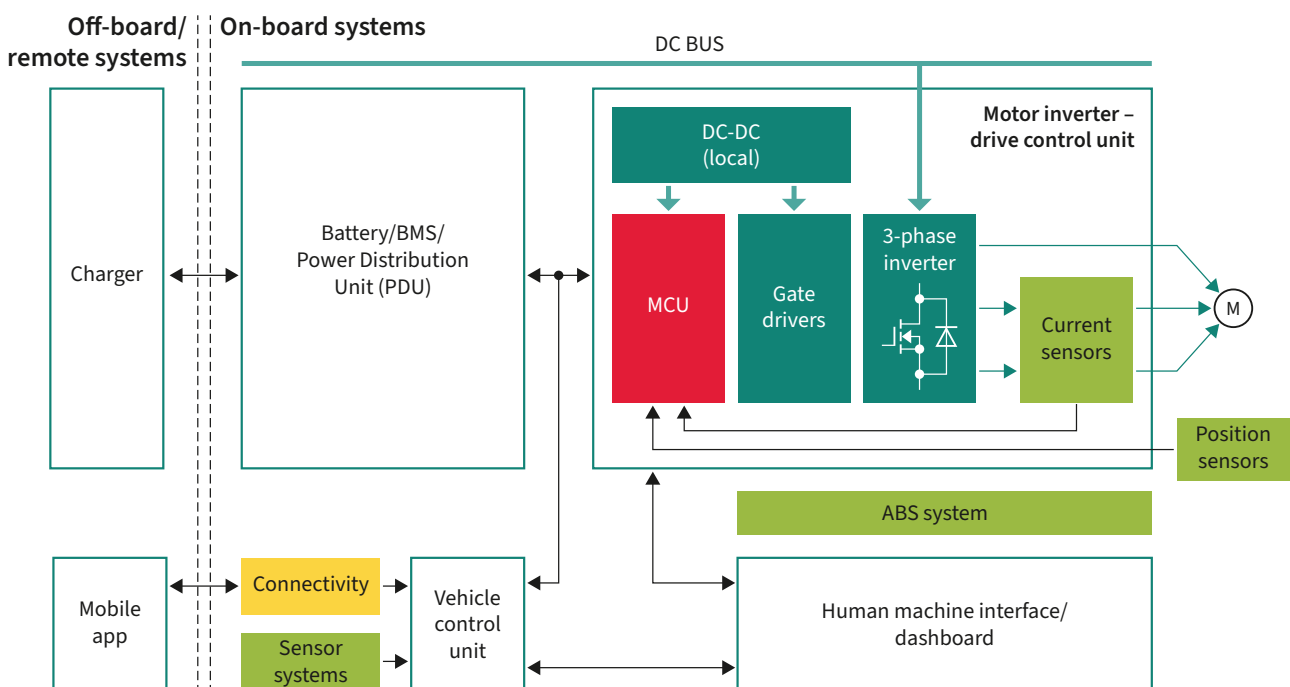 Off-board/
remote systems
On-board systems
DC BUS
Charger
Battery/BMS/
Power Distribution
Unit (PDU)
Motor inverter –
drive control unit
DC-DC
(local)
MCU
Gate
drivers
3-phase
inverter
Current
sensors
M
Position
sensors
ABS system
Mobile
app
Connectivity
Sensor
systems
Vehicle
control
unit
Human machine interface/
dashboard